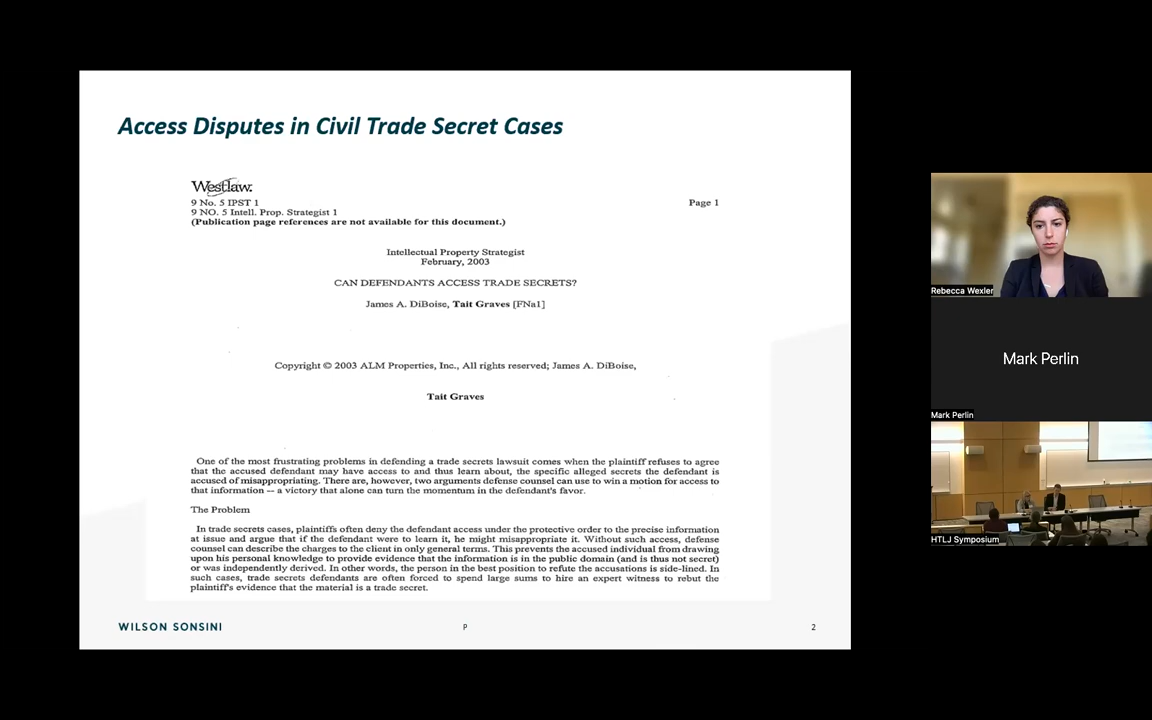 Access Disputes in Civil Trade Secret Cases
Westlaw.
9 No. 5 IPST 1
Page 1
9 NO. 5 Intell. Prop. Strategist 1
(Publication page references are not available for this document.)
Intellectual Property Strategist
February, 2003
CAN DEFENDANTS ACCESS TRADE SECRETS?
James A. DiBoise, Tait Graves [FNa1]
Copyright © 2003 ALM Properties, Inc., All rights reserved; James A. DiBoise,
Tait Graves
One of the most frustrating problems in defending a trade secrets lawsuit comes when the plaintiff refuses to agree
that the accused defendant may have access to and thus learn about, the specific alleged secrets the defendant is
accused of misappropriating. There are, however, two arguments defense counsel can use to win a motion for access to
that information -- a victory that alone can turn the momentum in the defendant's favor.
The Problem
In trade secrets cases, plaintiffs often deny the defendant access under the protective order to the precise information
at issue and argue that if the defendant were to learn it, he might misappropriate it. Without such access, defense
counsel can describe the charges to the client in only general terms. This prevents the accused individual from drawing
upon his personal knowledge to provide evidence that the information is in the public domain (and is thus not secret)
or was independently derived. In other words, the person in the best position to refute the accusations is side-lined. In
such cases, trade secrets defendants are often forced to spend large sums to hire an expert witness to rebut the
plaintiff's evidence that the material is a trade secret.
WILSON SONSINI
P
2
Rebecca Wexler
Mark Perlin
Mark Perlin
HTLJ Symposium